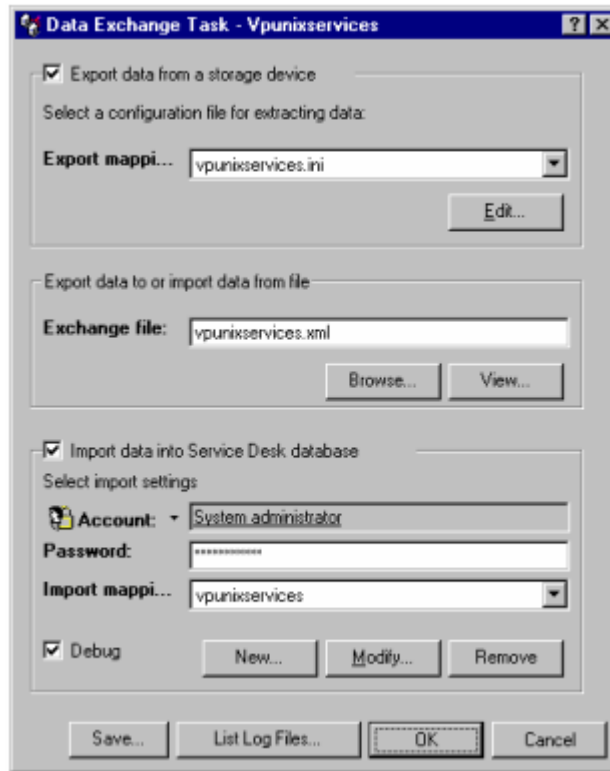 Data Exchange Task - Vpunixservices
Export data from a storage device
Select a configuration file for extracting data:
Export mappi... vpunixservices.ini
Edit...
Export data to or import data from file
Exchange file: vpunixservices.xml
Browse... View...
Import data into Service Desk database
Select import settings
Account: System administrator
Password: ***********
Import mappi... vpunixservices
Debug New... Modify... Remove
Save... List Log Files... OK Cancel